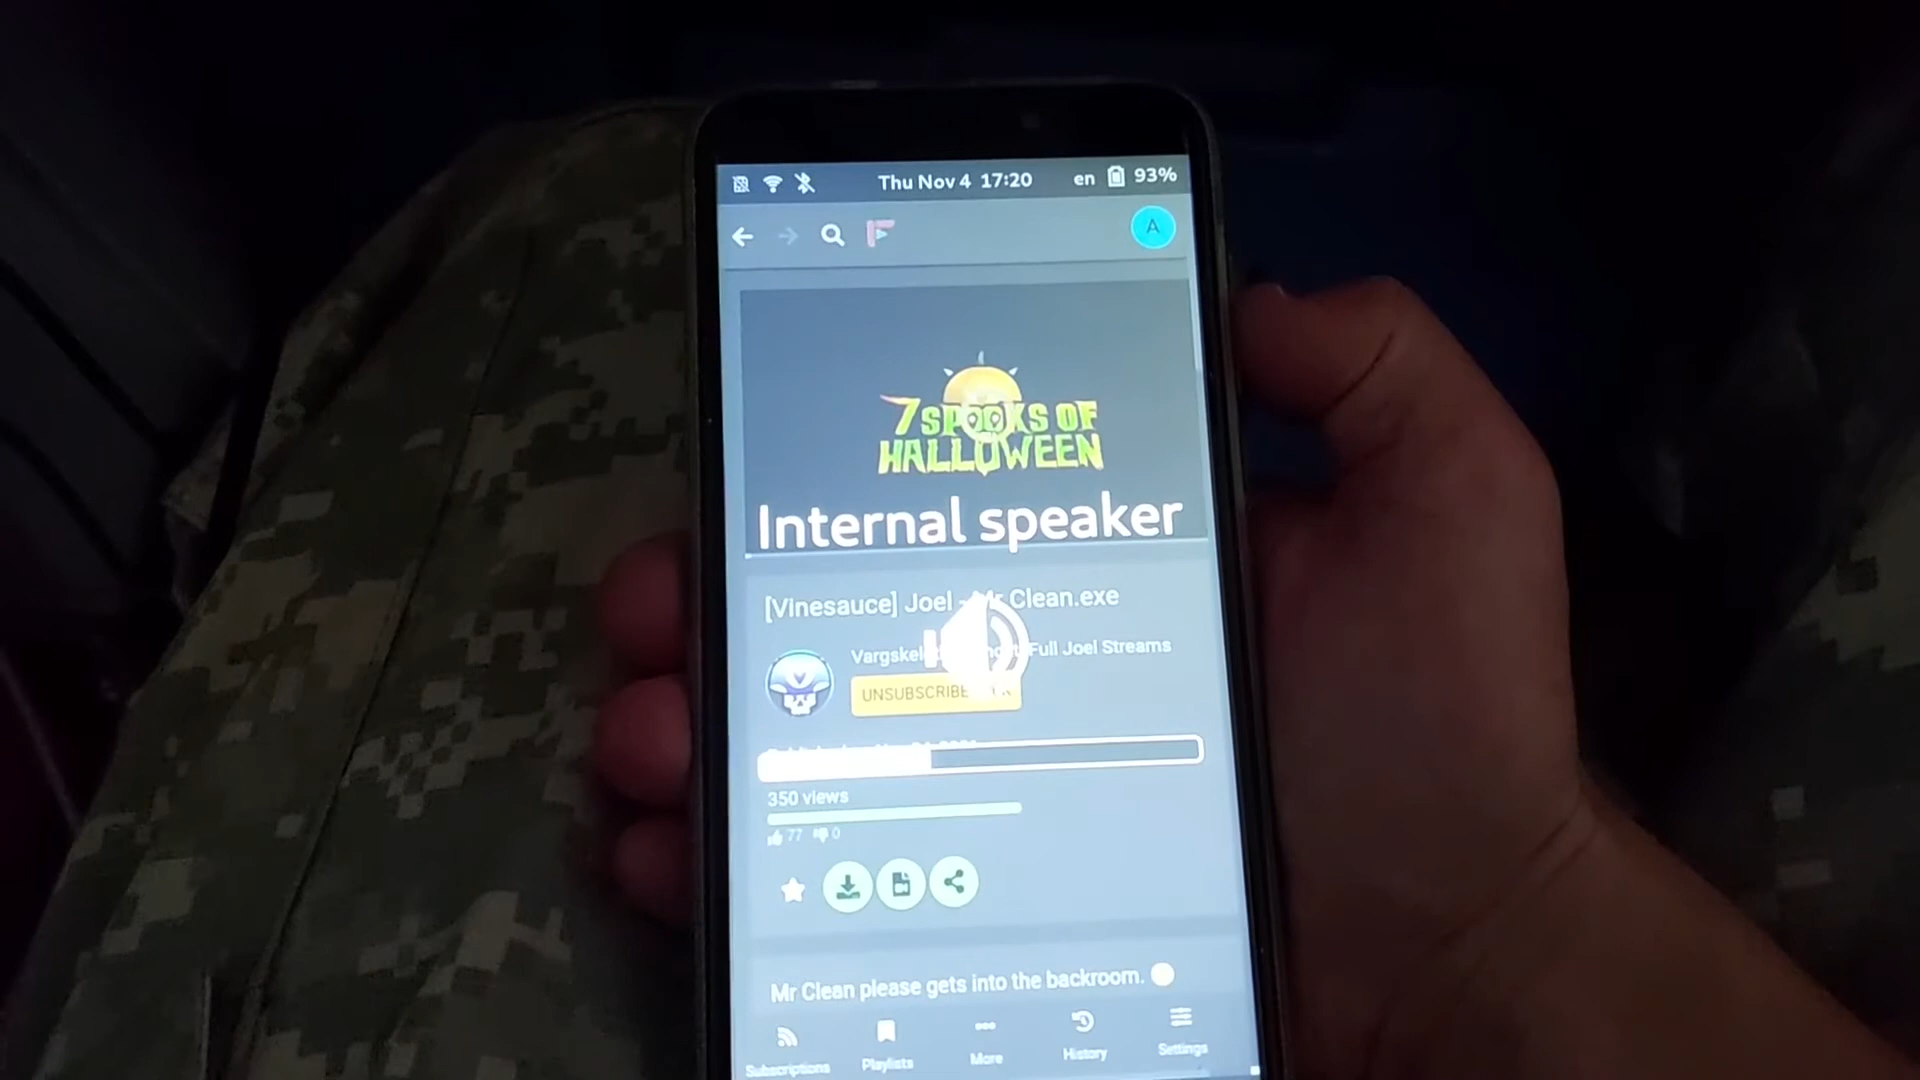 Thu Nov 4 17:20
en
93%
A
7 SPOOKS OF
HALLOWEEN
Internal speaker
[Vinesauce] Joel - Mr Clean.exe
Full Joel Streams
UNSUBSCRIBE
350 views
77
0
Mr Clean please gets into the backroom.
Subscriptions
Playlists
More
History
Settings